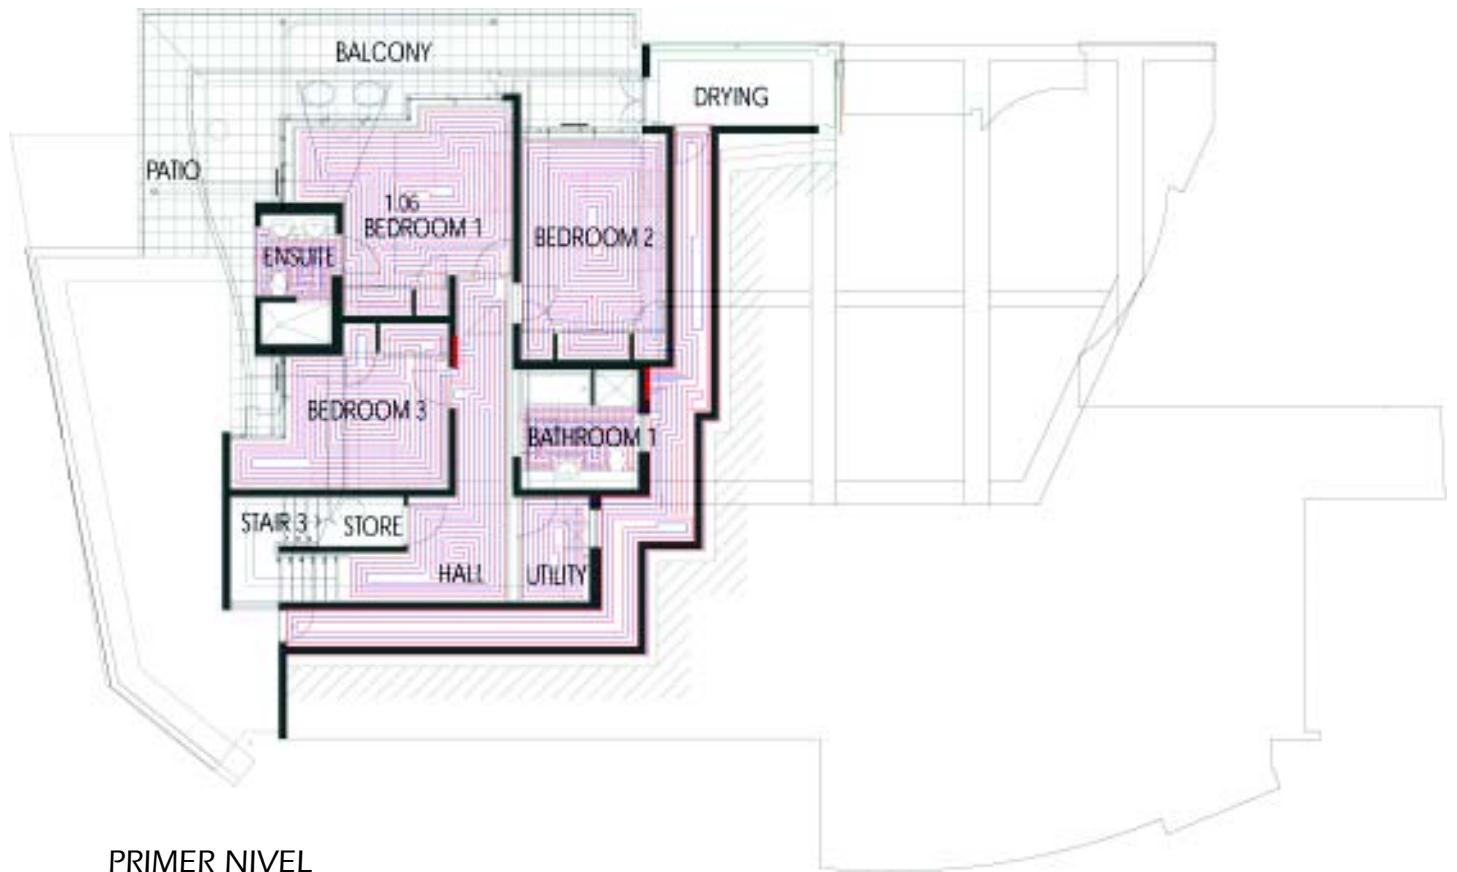 BALCONY
DRYING
PATIO
1.06
BEDROOM 1
BEDROOM 2
ENSUITE
BEDROOM 3
BATHROOM 1
STAIR 3
STORE
HALL
UTILITY
PRIMER NIVEL